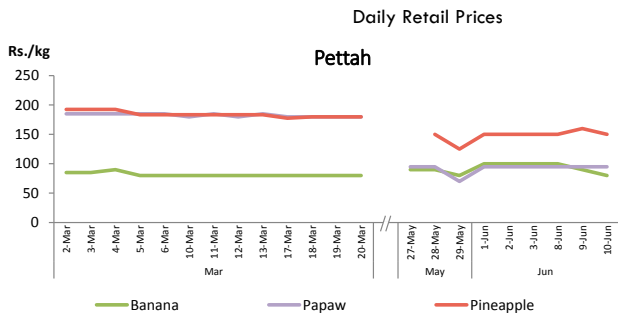 Daily Retail Prices
Rs./kg
Pettah
250
200
150
100
50
0
2-Mar
3-Mar
4-Mar
5-Mar
6-Mar
10-Mar
11-Mar
12-Mar
13-Mar
17-Mar
18-Mar
19-Mar
20-Mar
//
27-May
28-May
29-May
1-Jun
2-Jun
3-Jun
8-Jun
9-Jun
10-Jun
Mar
May
Jun
Banana
Papaw
Pineapple